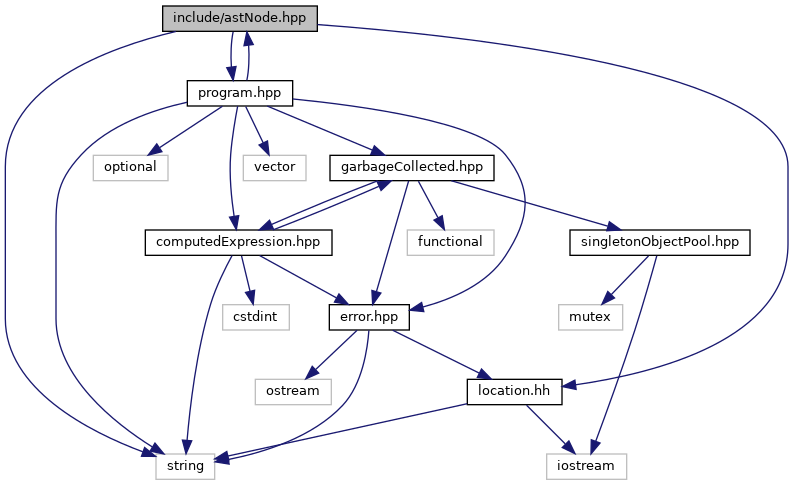 include/astNode.hpp
program.hpp
optional
vector
garbageCollected.hpp
computedExpression.hpp
functional
singletonObjectPool.hpp
cstdint
error.hpp
mutex
ostream
location.hh
string
iostream